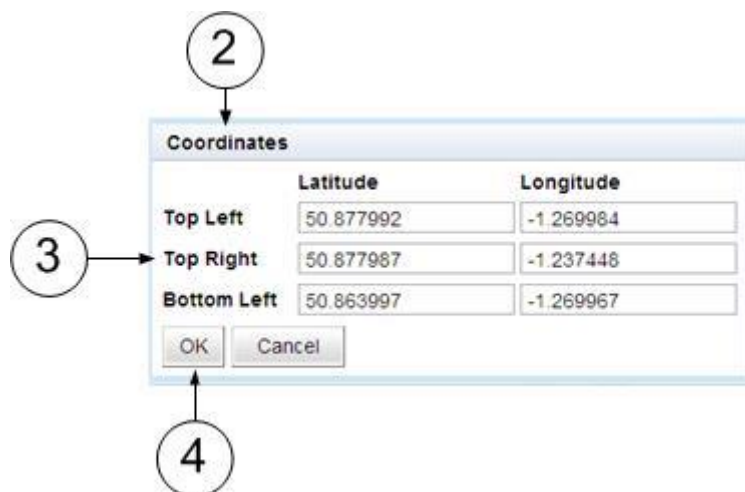 2
Coordinates
Latitude Longitude
Top Left 50.877992 -1.269984
3 Top Right 50.877987 -1.237448
Bottom Left 50.863997 -1.269967
OK Cancel
4